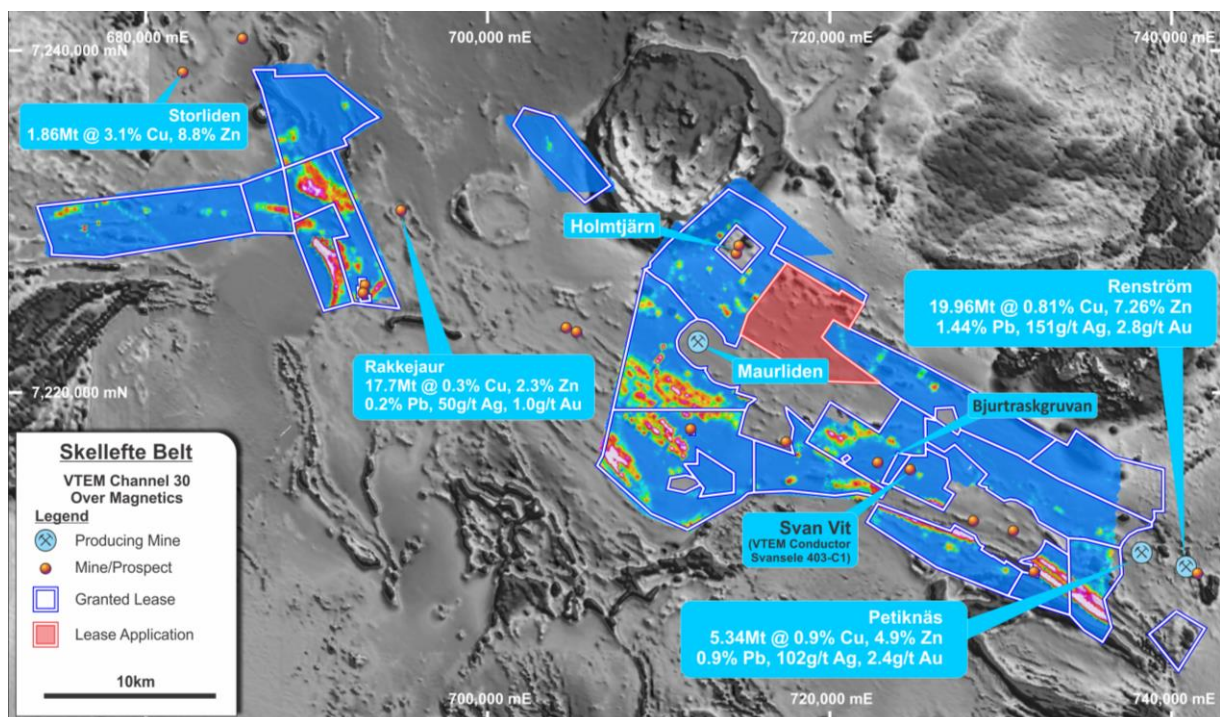 680,000 mE
700,000 mE
720,000 mE
740,000 mE
7,240,000 mN
Storliden
1.86Mt @ 3.1% Cu, 8.8% Zn
Holmtjärn
Renström
19.96Mt @ 0.81% Cu, 7.26% Zn
1.44% Pb, 151g/t Ag, 2.8g/t Au
Maurliden
Rakkejaur
17.7Mt @ 0.3% Cu, 2.3% Zn
0.2% Pb, 50g/t Ag, 1.0g/t Au
7,220,000 mN
Bjurtraskgruvan
Svan Vit
(VTEM Conductor
Svansele 403-C1)
Petiknäs
5.34Mt @ 0.9% Cu, 4.9% Zn
0.9% Pb, 102g/t Ag, 2.4g/t Au
Skellefte Belt
VTEM Channel 30
Over Magnetics
Legend
Producing Mine
Mine/Prospect
Granted Lease
Lease Application
10km
700,000 mE
720,000 mE
740,000 mE